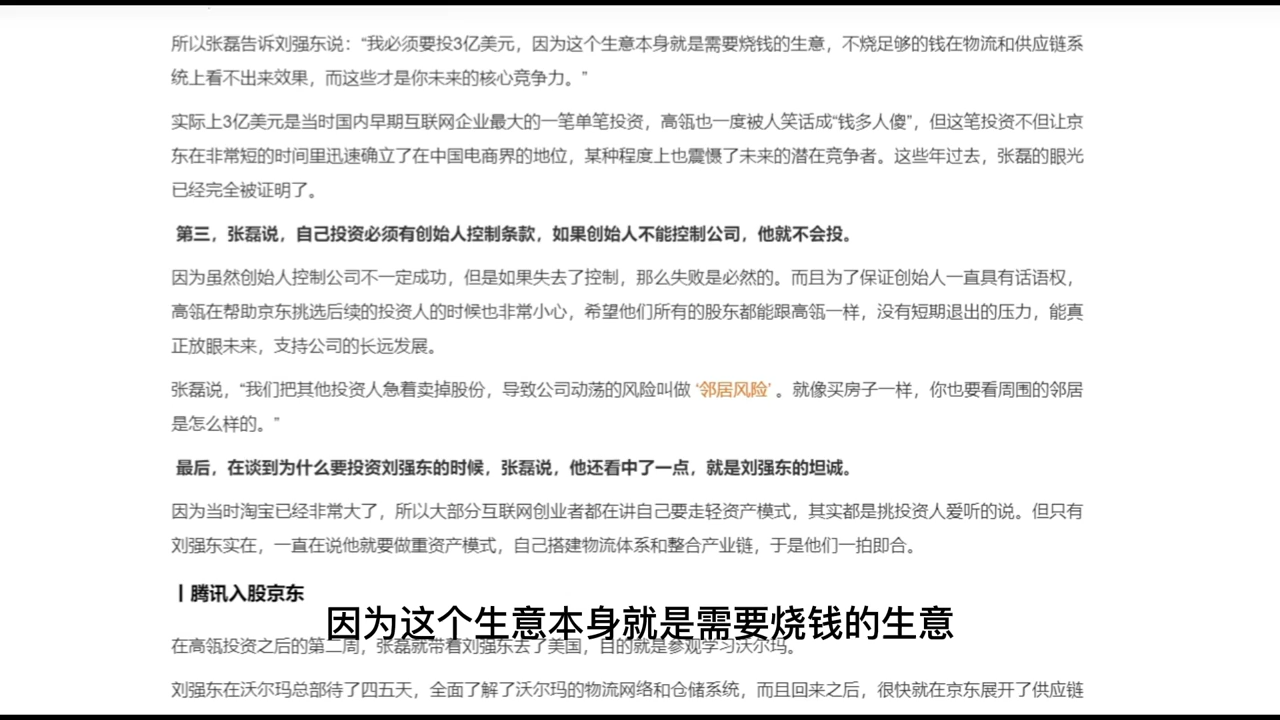 所以张磊告诉刘强东说：“我必须要投3亿美元，因为这个生意本身就是需要烧钱的生意，不烧足够的钱在物流和供应链系
统上看不出来效果，而这些才是你未来的核心竞争力。”
实际上3亿美元是当时国内早期互联网企业最大的一笔单笔投资，高瓴也一度被人笑话成“钱多人傻”，但这笔投资不但让京
东在非常短的时间里迅速确立了在中国电商界的地位，某种程度上也震慑了未来的潜在竞争者。这些年过去，张磊的眼光
已经完全被证明了。
第三，张磊说，自己投资必须有创始人控制条款，如果创始人不能控制公司，他就不会投。
因为虽然创始人控制公司不一定成功，但是如果失去了控制，那么失败是必然的。而且为了保证创始人一直具有话语权，
高瓴在帮助京东挑选后续的投资人的时候也非常小心，希望他们所有的股东都能跟高瓴一样，没有短期退出的压力，能真
正放眼未来，支持公司的长远发展。
张磊说，“我们把其他投资人急着卖掉股份，导致公司动荡的风险叫做 ‘邻居风险’ 。就像买房子一样，你也要看周围的邻居
是怎么样的。”
最后，在谈到为什么要投资刘强东的时候，张磊说，他还看中了一点，就是刘强东的坦诚。
因为当时淘宝已经非常大了，所以大部分互联网创业者都在讲自己要走轻资产模式，其实都是挑投资人爱听的说。但只有
刘强东实在，一直在说他就要做重资产模式，自己搭建物流体系和整合产业链，于是他们一拍即合。
丨腾讯入股京东
因为这个生意本身就是需要烧钱的生意
在高瓴投资之后的第二周，张磊就带着刘强东去了美国，目的就是参观学习沃尔玛。
刘强东在沃尔玛总部待了四五天，全面了解了沃尔玛的物流网络和仓储系统，而且回来之后，很快就在京东展开了供应链